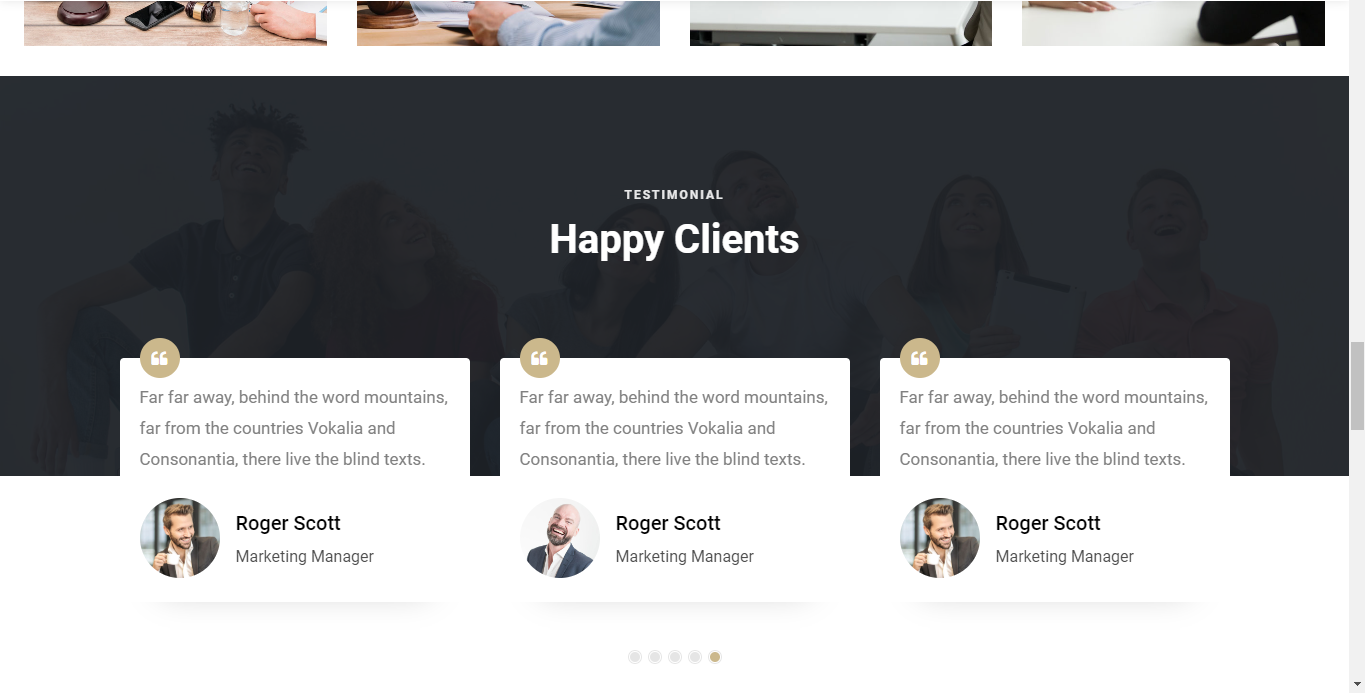 TESTIMONIAL
Happy Clients
Far far away, behind the word mountains,
far from the countries Vokalia and
Consonantia, there live the blind texts.
Roger Scott
Marketing Manager
Far far away, behind the word mountains,
far from the countries Vokalia and
Consonantia, there live the blind texts.
Roger Scott
Marketing Manager
Far far away, behind the word mountains,
far from the countries Vokalia and
Consonantia, there live the blind texts.
Roger Scott
Marketing Manager